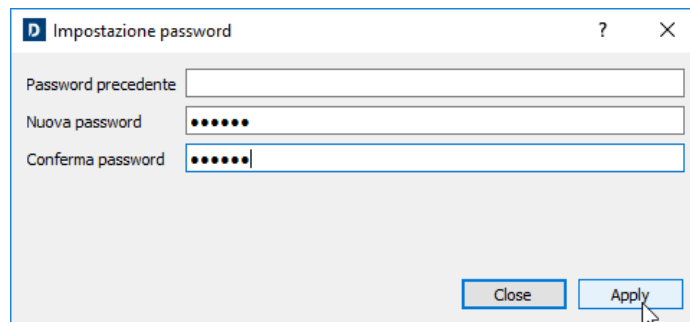 D Impostazione password ? X
Password precedente
Nuova password ●●●●●●
Conferma password ●●●●●●
Close Apply